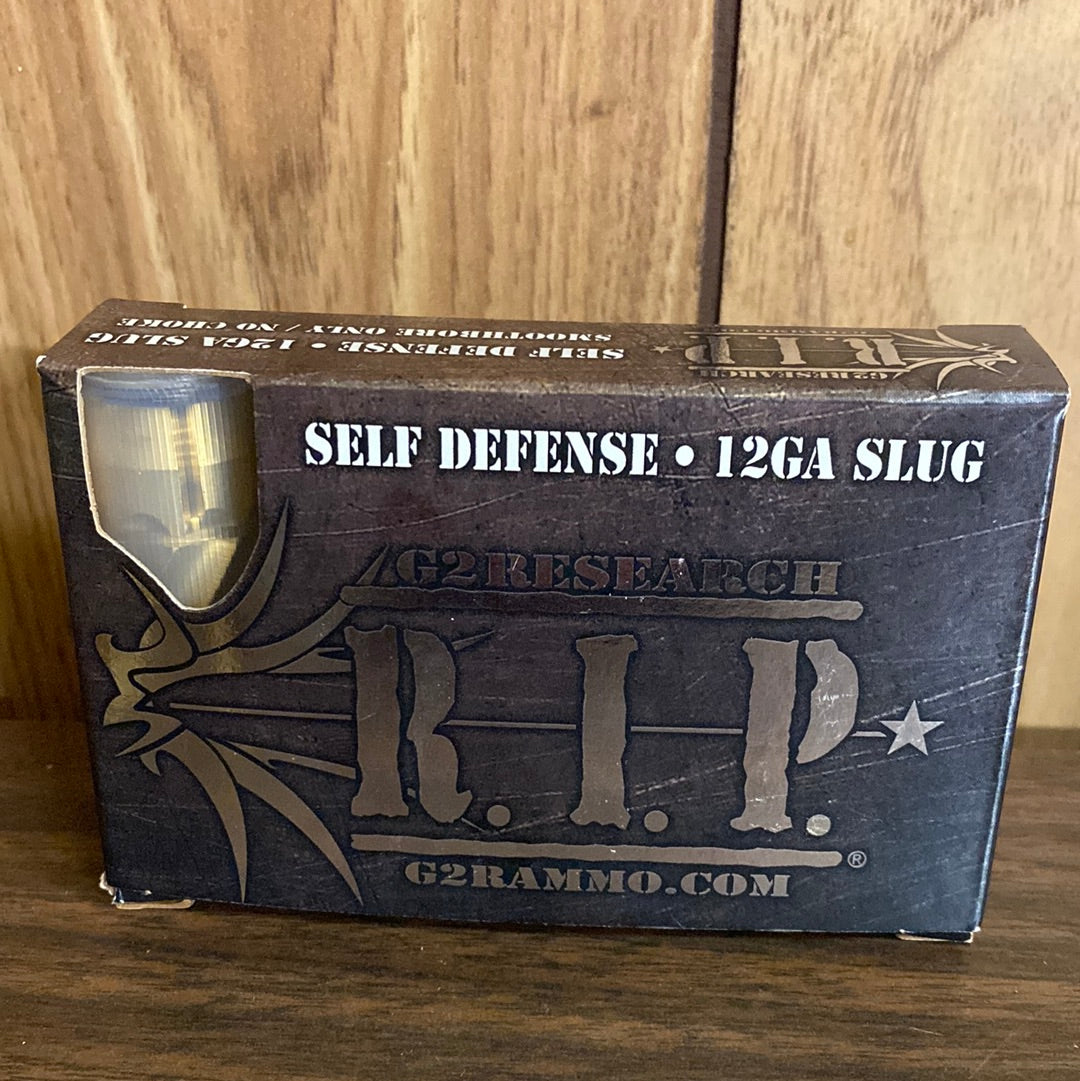 SELF DEFENSE • 12GA SLUG
SMOOTHBORE ONLY / NO CHOKE
G2RESEARCH
R.I.P.
SELF DEFENSE • 12GA SLUG
G2RESEARCH
R.I.P.®
G2RAMMO.COM